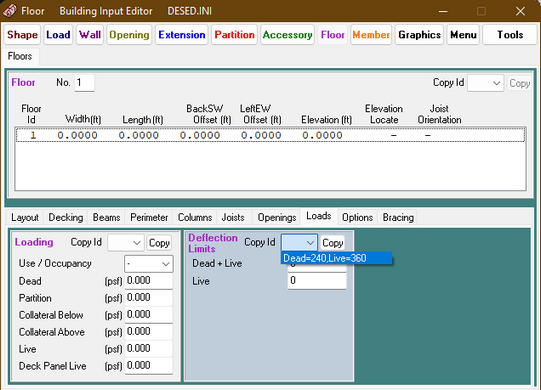 Floor Building Input Editor DESED.INI
Shape Load Wall Opening Extension Partition Accessory Floor Member Graphics Menu Tools
Floors
Floor No. 1 Copy Id Copy
Floor Id Width(ft) Length(ft) BackSW Offset (ft) LeftEW Offset (ft) Elevation (ft) Elevation Locate Joist Orientation
1 0.0000 0.0000 0.0000 0.0000 0.0000 - -
Layout Decking Beams Perimeter Columns Joists Openings Loads Options Bracing
Loading Copy Id Copy
Use / Occupancy -
Dead (psf) 0.000
Partition (psf) 0.000
Collateral Below (psf) 0.000
Collateral Above (psf) 0.000
Live (psf) 0.000
Deck Panel Live (psf) 0.000
Deflection Limits Copy Id Copy
Dead=240,Live=360
Dead + Live
Live 0